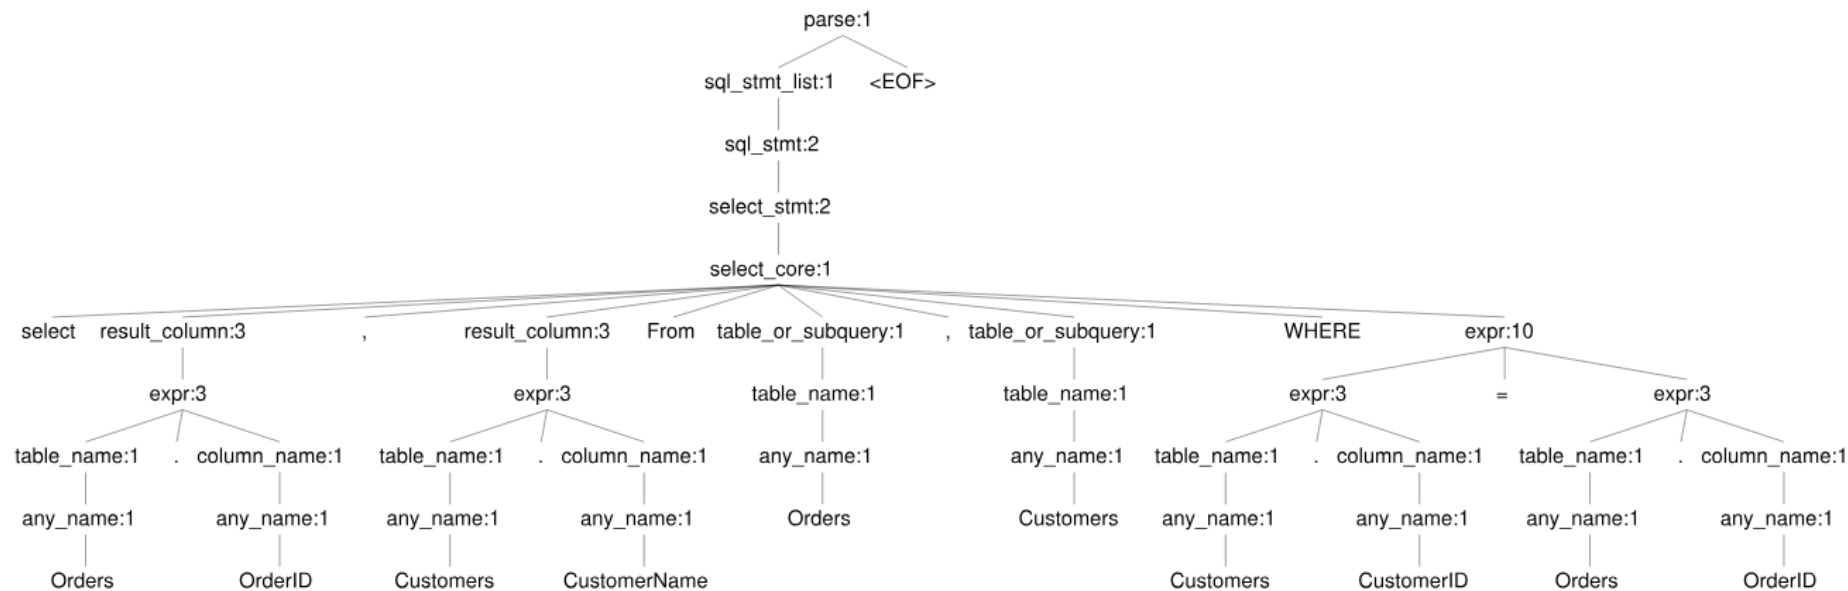 parse:1
sql_stmt_list:1 <EOF>
sql_stmt:2
select_stmt:2
select_core:1
select result_column:3 , result_column:3 From table_or_subquery:1 , table_or_subquery:1 WHERE expr:10
expr:3 expr:3 table_name:1 table_name:1 expr:3 = expr:3
table_name:1 . column_name:1 table_name:1 . column_name:1 any_name:1 any_name:1 table_name:1 . column_name:1 table_name:1 . column_name:1
any_name:1 any_name:1 any_name:1 any_name:1 Orders Customers any_name:1 any_name:1 any_name:1 any_name:1
Orders OrderID Customers CustomerName Customers CustomerID Orders OrderID